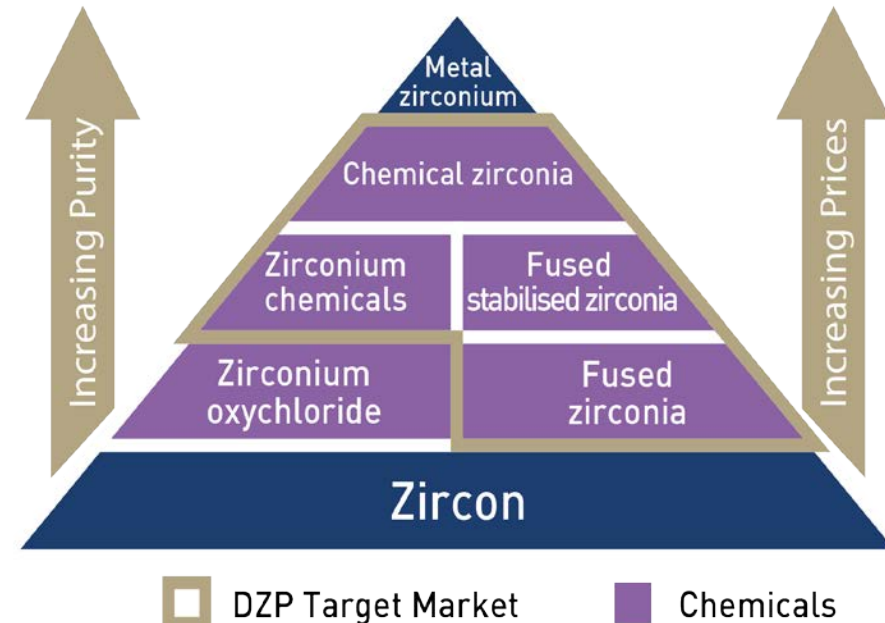 Metal
zirconium
Increasing Purity
Increasing Prices
Chemical zirconia
Zirconium
chemicals
Fused
stabilised zirconia
Zirconium
oxychloride
Fused
zirconia
Zircon
DZP Target Market
Chemicals